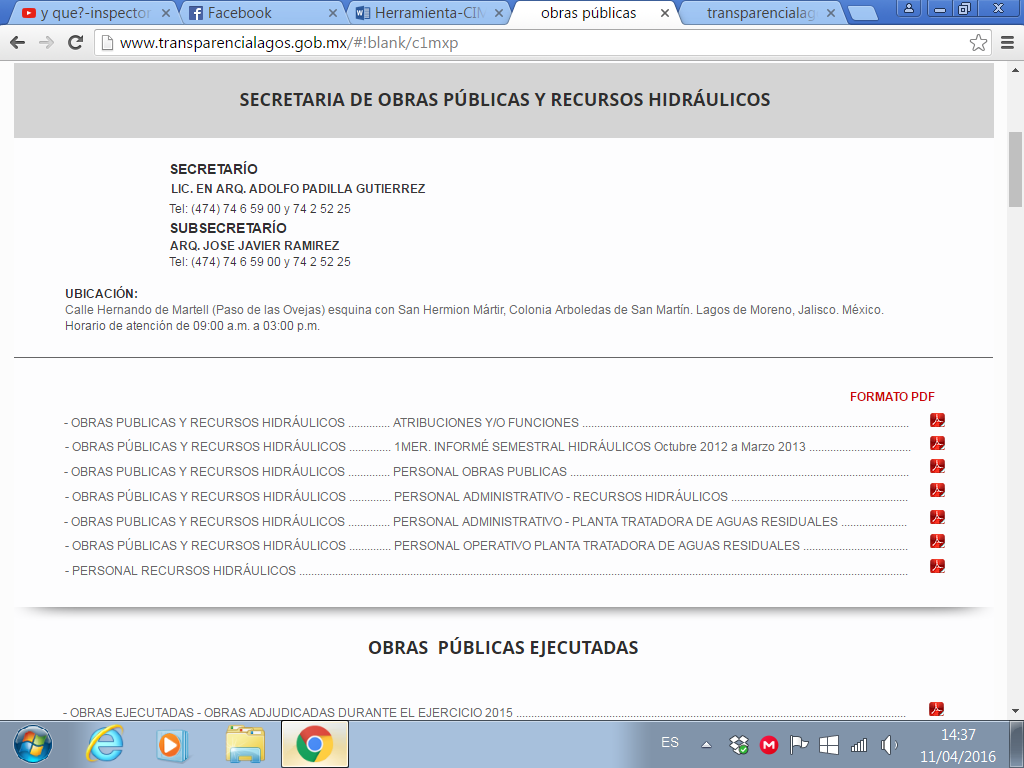 y que?-inspector
Facebook
Herramienta-CIM
obras públicas
transparencialag
www.transparencialagos.gob.mx/#!blank/c1mxp
SECRETARIA DE OBRAS PÚBLICAS Y RECURSOS HIDRÁULICOS
SECRETARÍO
LIC. EN ARQ. ADOLFO PADILLA GUTIERREZ
Tel: (474) 74 6 59 00 y 74 2 52 25
SUBSECRETARÍO
ARQ. JOSE JAVIER RAMIREZ
Tel: (474) 74 6 59 00 y 74 2 52 25
UBICACIÓN:
Calle Hernando de Martell (Paso de las Ovejas) esquina con San Hermion Mártir, Colonia Arboledas de San Martín. Lagos de Moreno, Jalisco. México.
Horario de atención de 09:00 a.m. a 03:00 p.m.
FORMATO PDF
- OBRAS PUBLICAS Y RECURSOS HIDRÁULICOS ............. ATRIBUCIONES Y/O FUNCIONES ....................
- OBRAS PÚBLICAS Y RECURSOS HIDRÁULICOS ............. 1MER. INFORMÉ SEMESTRAL HIDRÁULICOS Octubre 2012 a Marzo 2013 ....................
- OBRAS PUBLICAS Y RECURSOS HIDRÁULICOS ............. PERSONAL OBRAS PUBLICAS ....................
- OBRAS PÚBLICAS Y RECURSOS HIDRÁULICOS ............. PERSONAL ADMINISTRATIVO - RECURSOS HIDRÁULICOS ....................
- OBRAS PUBLICAS Y RECURSOS HIDRÁULICOS ............. PERSONAL ADMINISTRATIVO - PLANTA TRATADORA DE AGUAS RESIDUALES ....................
- OBRAS PÚBLICAS Y RECURSOS HIDRÁULICOS ............. PERSONAL OPERATIVO PLANTA TRATADORA DE AGUAS RESIDUALES ....................
- PERSONAL RECURSOS HIDRÁULICOS ....................
OBRAS PÚBLICAS EJECUTADAS
- OBRAS EJECUTADAS - OBRAS ADJUDICADAS DURANTE EL EJERCICIO 2015 ....................
ES
14:37
11/04/2016